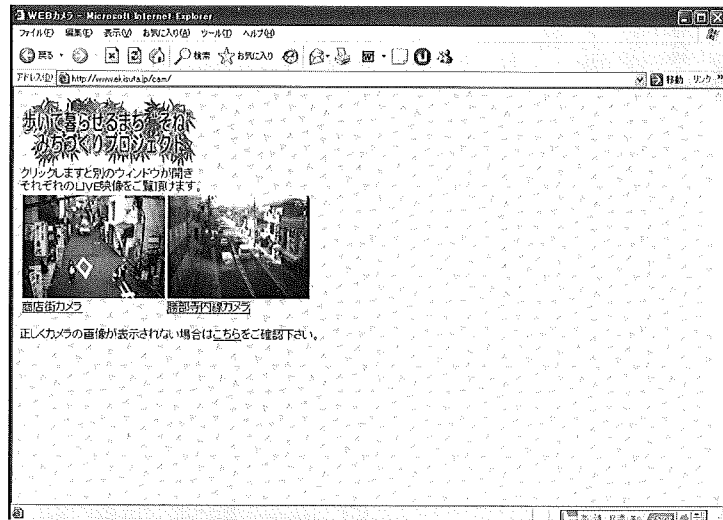 WEBカメラ - Microsoft Internet Explorer
ファイル(F) 編集(E) 表示(V) お気に入り(A) ツール(T) ヘルプ(H)
戻る 検索 お気に入り
アドレス(D) http://www.ekisuta.jp/cam/ 移動 リンク »
歩いて暮らせるまち そね
みちづくりプロジェクト
クリックしますと別のウィンドウが開き
それぞれのLIVE映像をご覧頂けます。
商店街カメラ 勝部寺内線カメラ
正しくカメラの画像が表示されない場合はこちらをご確認下さい。